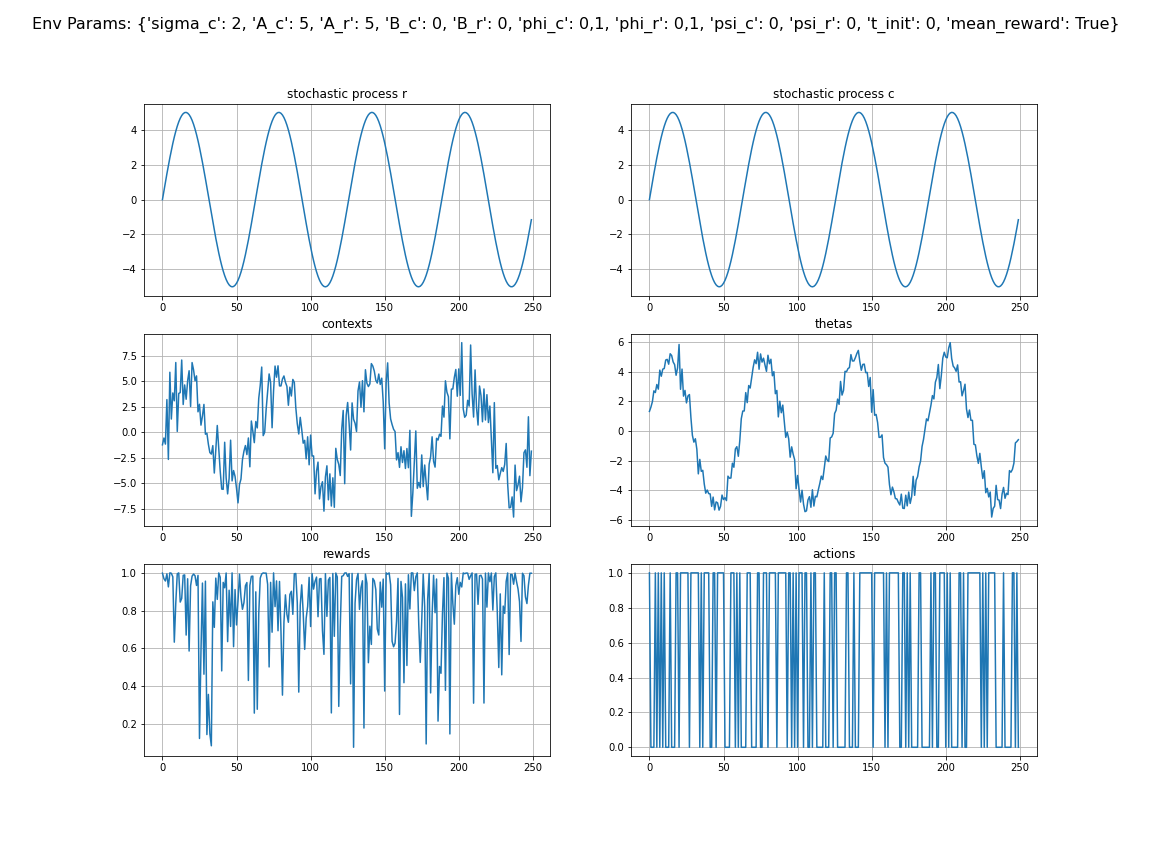 Env Params: {'sigma_c': 2, 'A_c': 5, 'A_r': 5, 'B_c': 0, 'B_r': 0, 'phi_c': 0,1, 'phi_r': 0,1, 'psi_c': 0, 'psi_r': 0, 't_init': 0, 'mean_reward': True}
stochastic process r
4
2
0
−2
−4
0 50 100 150 200 250
stochastic process c
4
2
0
−2
−4
0 50 100 150 200 250
contexts
7.5
5.0
2.5
0.0
−2.5
−5.0
−7.5
0 50 100 150 200 250
thetas
6
4
2
0
−2
−4
−6
0 50 100 150 200 250
rewards
1.0
0.8
0.6
0.4
0.2
0 50 100 150 200 250
actions
1.0
0.8
0.6
0.4
0.2
0.0
0 50 100 150 200 250